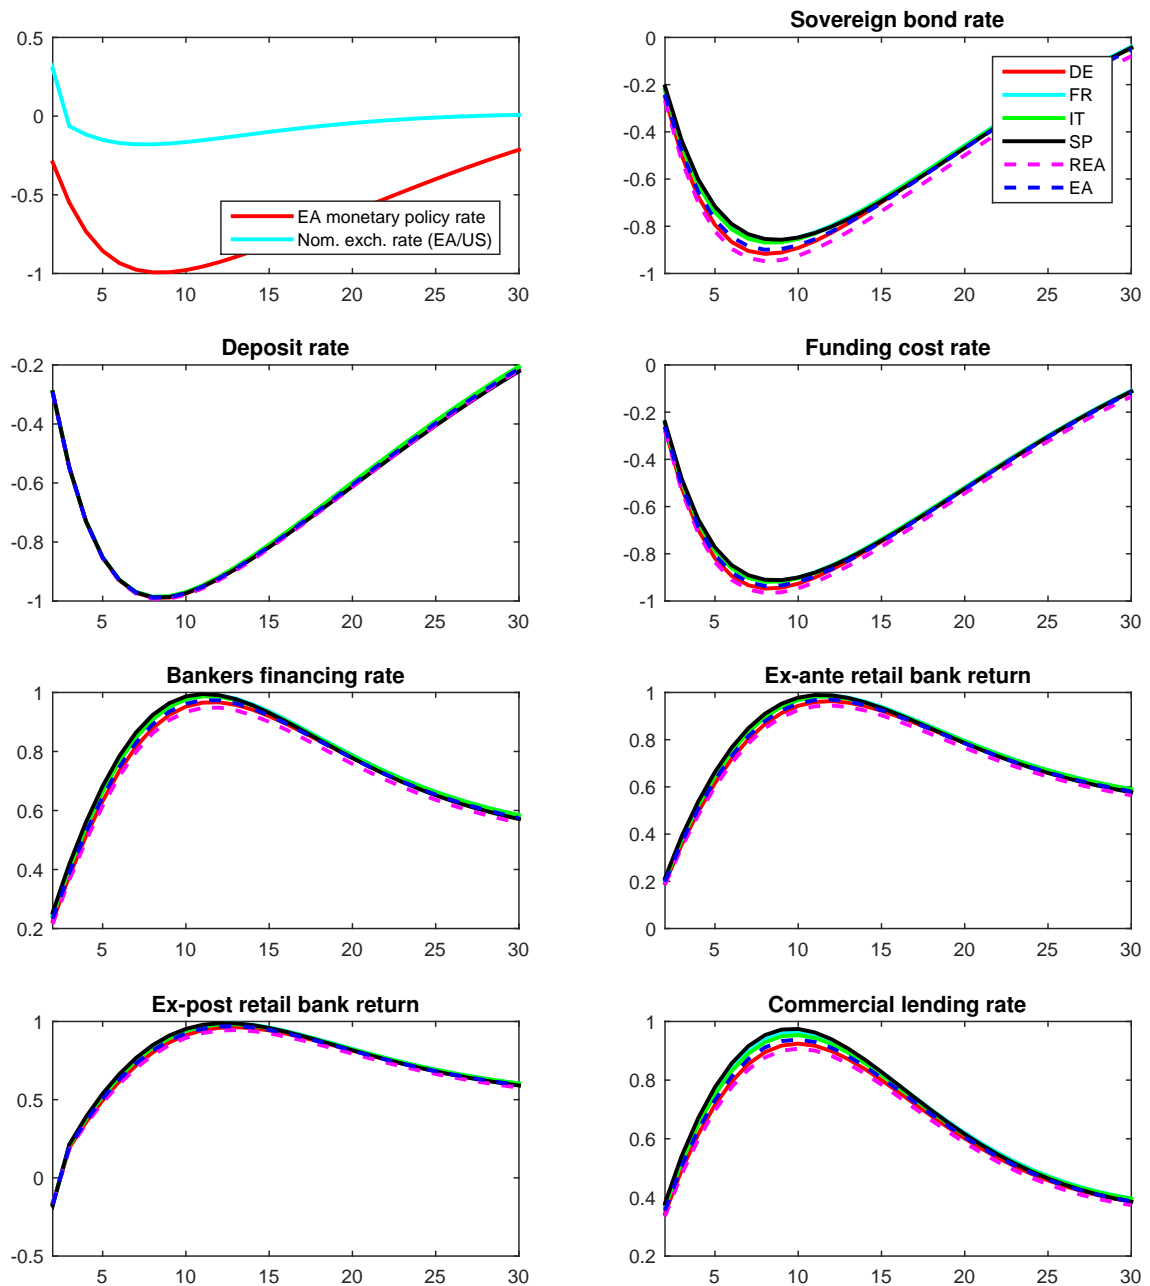 0.5
0
-0.5
-1
5 10 15 20 25 30
EA monetary policy rate
Nom. exch. rate (EA/US)
Sovereign bond rate
0
-0.2
-0.4
-0.6
-0.8
-1
5 10 15 20 25 30
DE
FR
IT
SP
REA
EA
Deposit rate
-0.2
-0.4
-0.6
-0.8
-1
5 10 15 20 25 30
Funding cost rate
0
-0.2
-0.4
-0.6
-0.8
-1
5 10 15 20 25 30
Bankers financing rate
1
0.8
0.6
0.4
0.2
5 10 15 20 25 30
Ex-ante retail bank return
1
0.8
0.6
0.4
0.2
0
5 10 15 20 25 30
Ex-post retail bank return
1
0.5
0
-0.5
5 10 15 20 25 30
Commercial lending rate
1
0.8
0.6
0.4
0.2
5 10 15 20 25 30